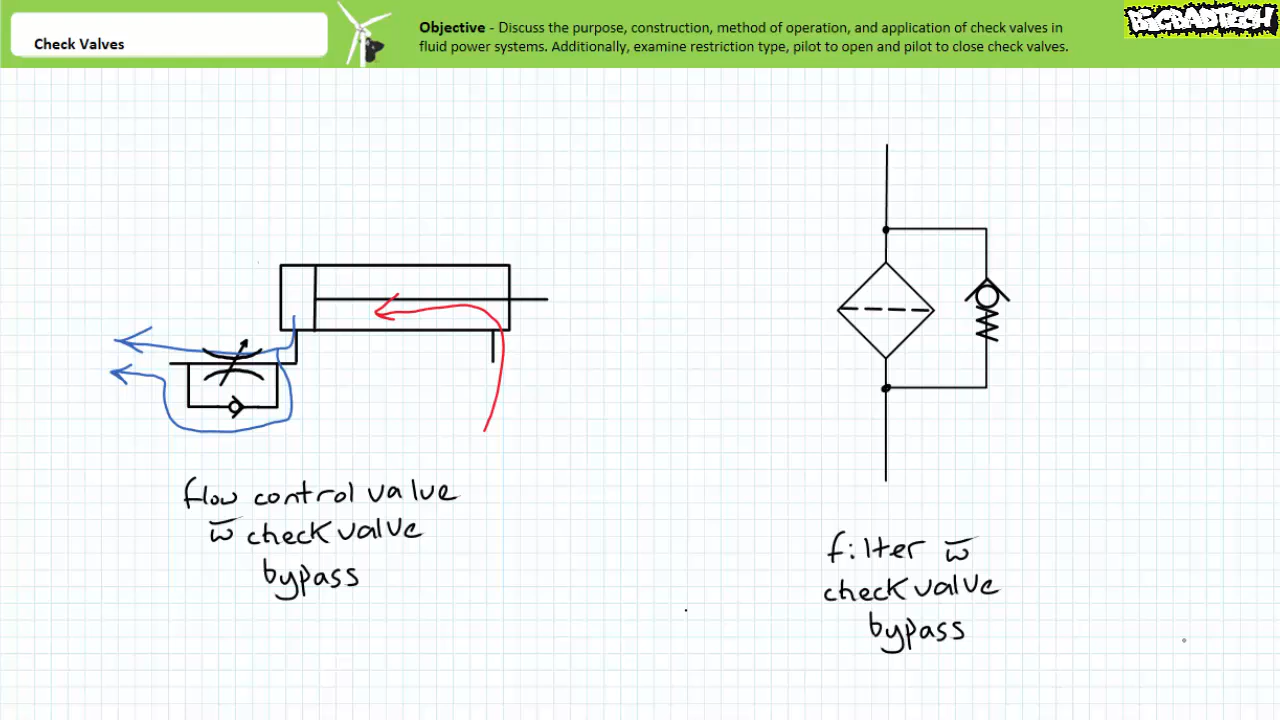 Check Valves
Objective - Discuss the purpose, construction, method of operation, and application of check valves in
fluid power systems. Additionally, examine restriction type, pilot to open and pilot to close check valves.
BIGBADTECH
flow control valve
w̅ check valve
bypass
filter w̅
check valve
bypass